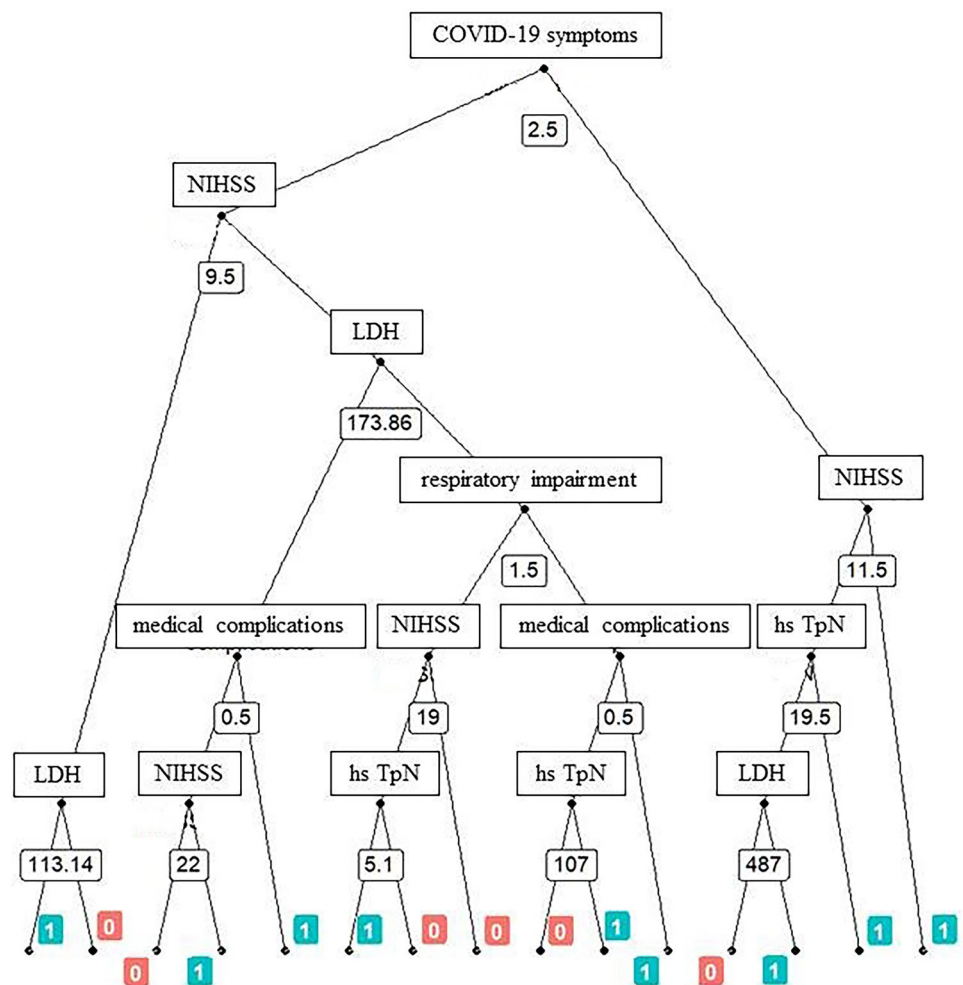 COVID-19 symptoms
2.5
NIHSS
9.5
LDH
173.86
respiratory impairment
NIHSS
1.5
11.5
medical complications
NIHSS
medical complications
hs TpN
0.5
19
0.5
19.5
LDH
NIHSS
hs TpN
hs TpN
LDH
113.14
22
5.1
107
487
1 0 1 1 0 0 0 1 1 1
0 1 1 0 1